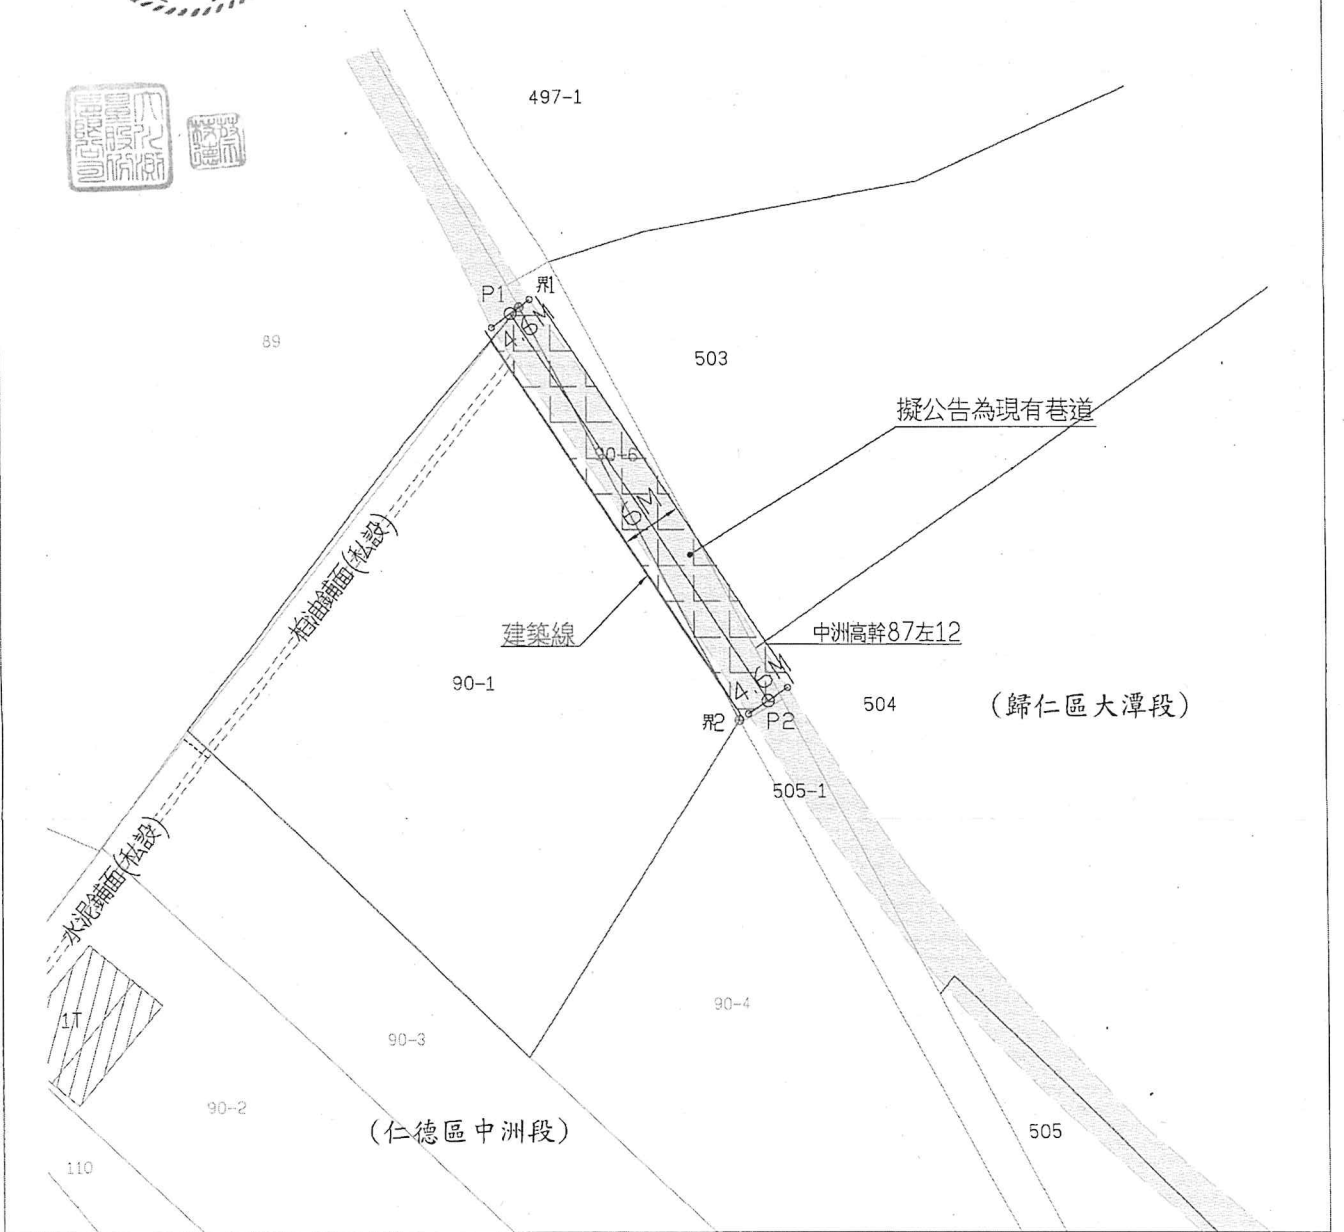 497-1
P1
界1
4.6M
89
503
擬公告為現有巷道
90-6
6M
柏油鋪面(私設)
建築線
中洲高幹87左12
90-1
4.6M
504
(歸仁區大潭段)
界2
P2
505-1
水泥鋪面(私設)
90-4
1T
90-3
90-2
(仁德區中洲段)
505
110